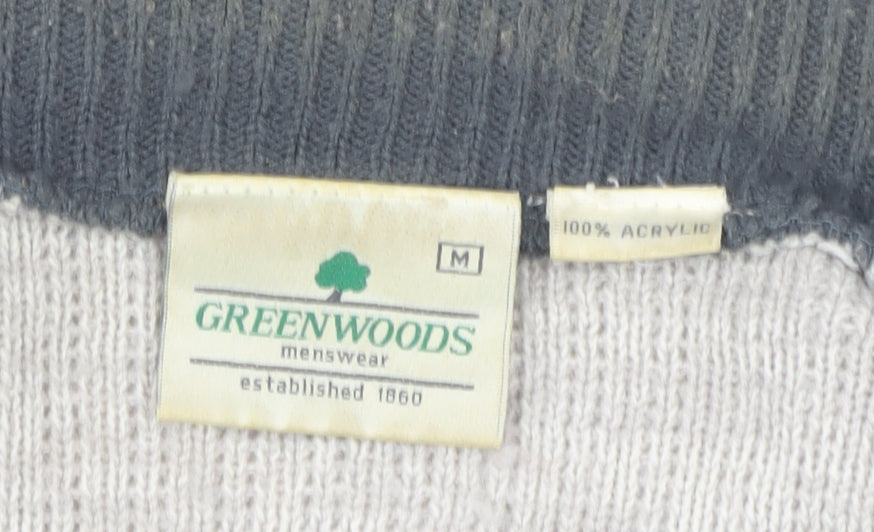 M
GREENWOODS
menswear
established 1860
100% ACRYLIC